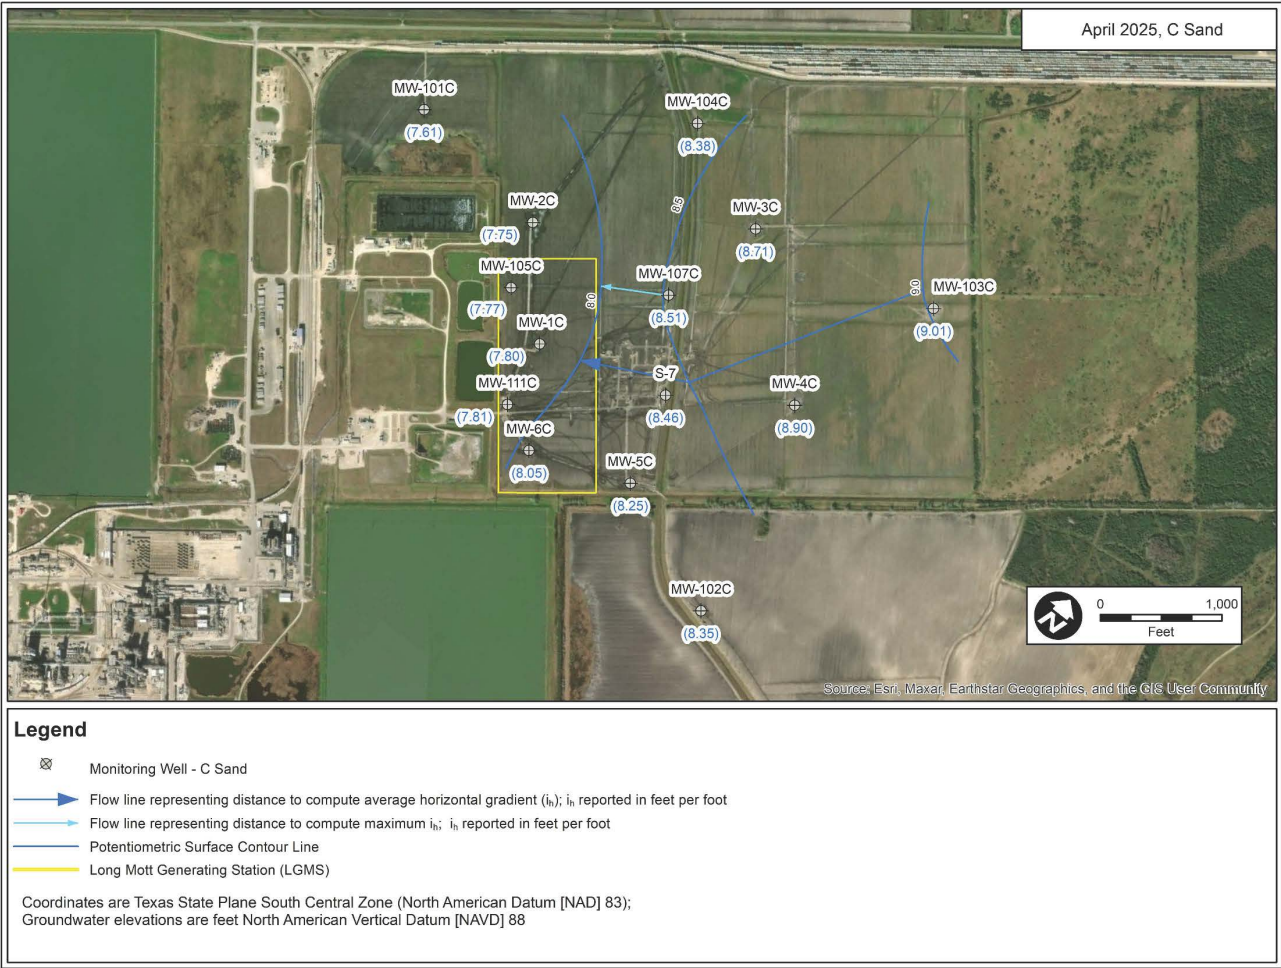 April 2025, C Sand
MW-101C
(7.61)
MW-104C
(8.38)
MW-2C
(7.75)
8.5
MW-3C
(8.71)
MW-105C
(7.77)
8.0
MW-107C
(8.51)
9.0
MW-103C
(9.01)
MW-1C
(7.80)
S-7
(8.46)
MW-111C
(7.81)
MW-4C
(8.90)
MW-6C
(8.05)
MW-5C
(8.25)
MW-102C
(8.35)
N
0 1,000
Feet
Source: Esri, Maxar, Earthstar Geographics, and the GIS User Community
Legend
Monitoring Well - C Sand
Flow line representing distance to compute average horizontal gradient (iₕ); iₕ reported in feet per foot
Flow line representing distance to compute maximum iₕ; iₕ reported in feet per foot
Potentiometric Surface Contour Line
Long Mott Generating Station (LGMS)
Coordinates are Texas State Plane South Central Zone (North American Datum [NAD] 83);
Groundwater elevations are feet North American Vertical Datum [NAVD] 88